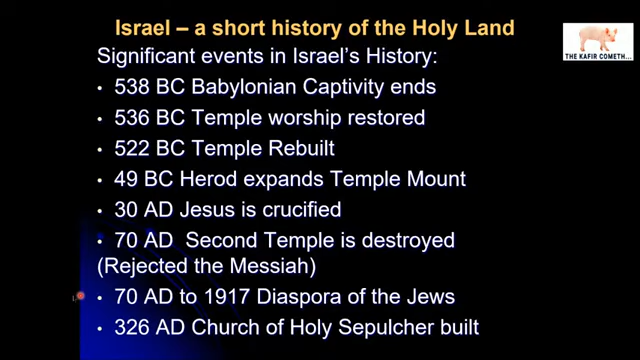 Israel – a short history of the Holy Land
THE KAFIR COMETH...
Significant events in Israel's History:
• 538 BC Babylonian Captivity ends
• 536 BC Temple worship restored
• 522 BC Temple Rebuilt
• 49 BC Herod expands Temple Mount
• 30 AD Jesus is crucified
• 70 AD Second Temple is destroyed
(Rejected the Messiah)
• 70 AD to 1917 Diaspora of the Jews
• 326 AD Church of Holy Sepulcher built